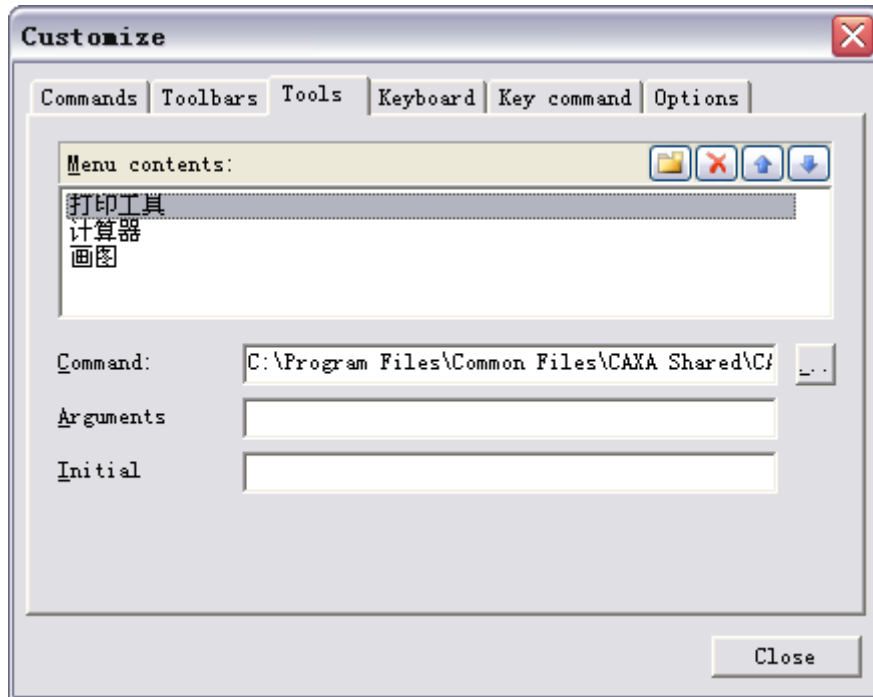 Customize
Commands Toolbars Tools Keyboard Key command Options
Menu contents:
打印工具
计算器
画图
Command: C:\Program Files\Common Files\CAXA Shared\CA ...
Arguments
Initial
Close